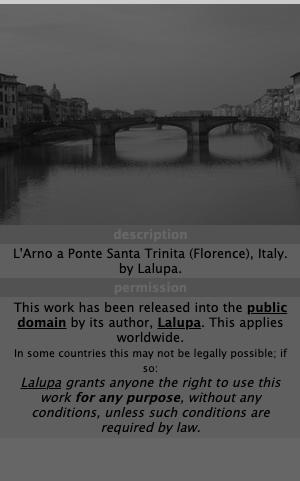 description
L'Arno a Ponte Santa Trinita (Florence), Italy.
by Lalupa.
permission
This work has been released into the public
domain by its author, Lalupa. This applies
worldwide.
In some countries this may not be legally possible; if
so:
Lalupa grants anyone the right to use this
work for any purpose, without any
conditions, unless such conditions are
required by law.